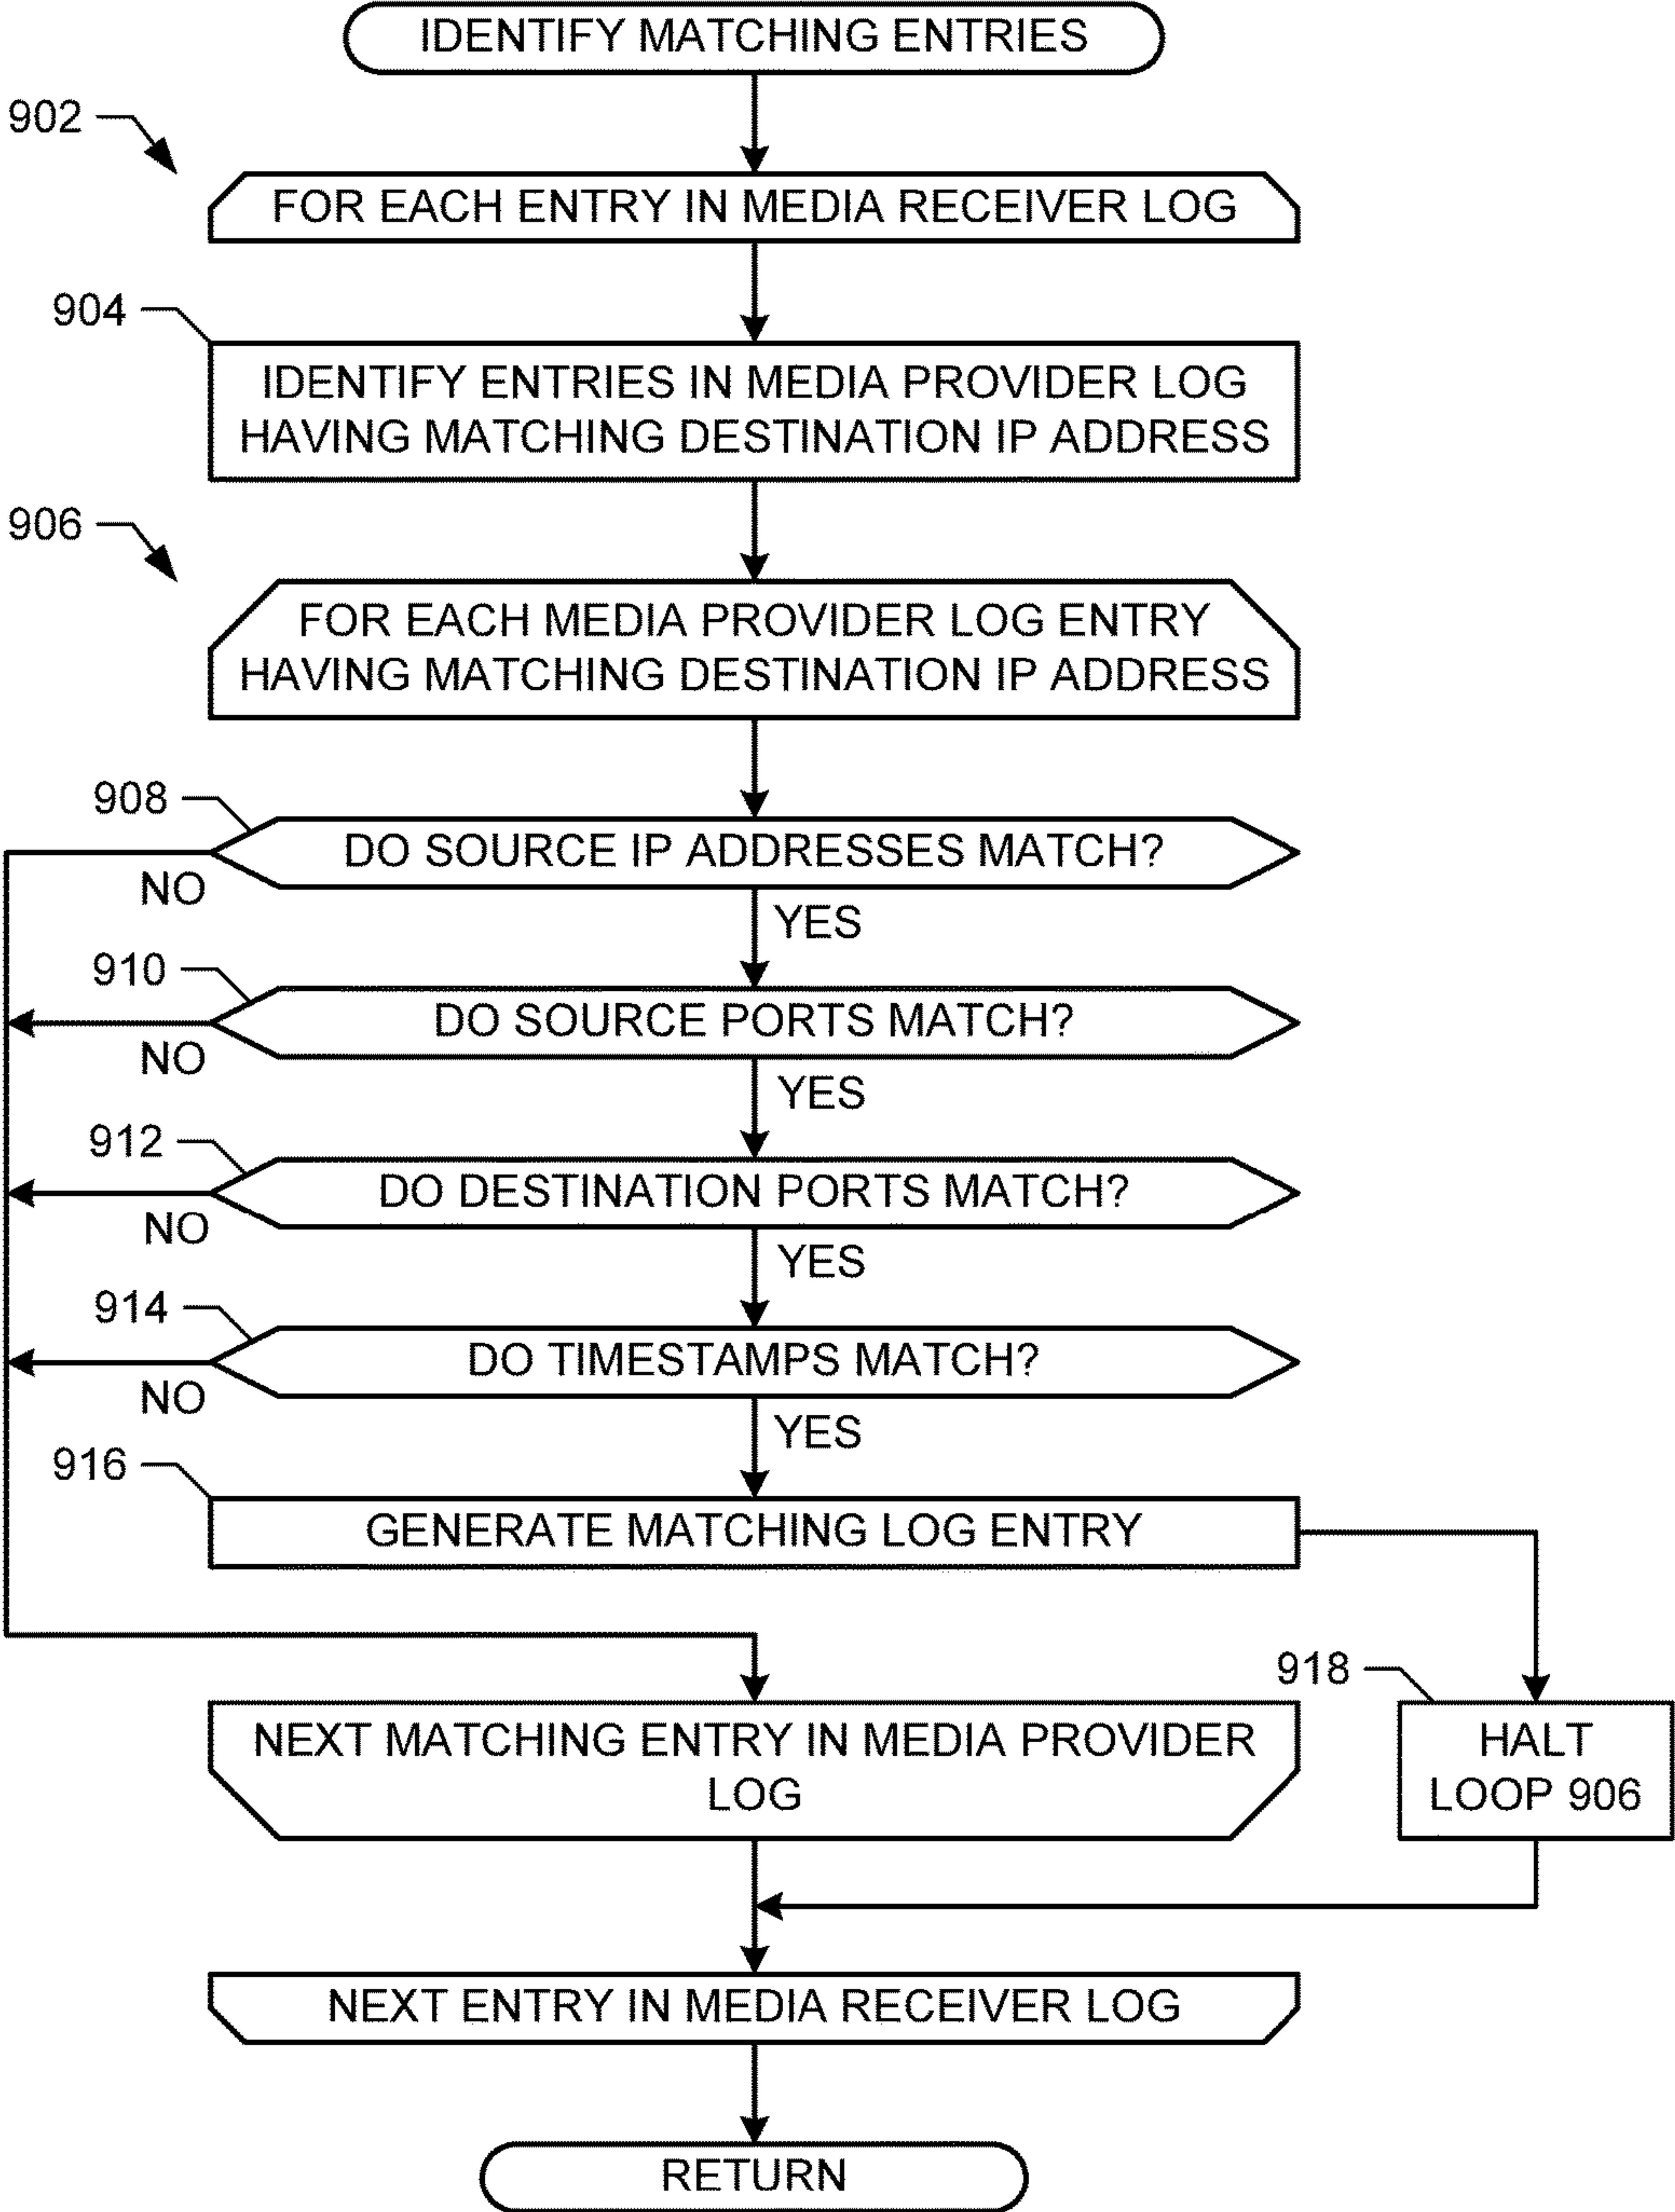 IDENTIFY MATCHING ENTRIES
902
FOR EACH ENTRY IN MEDIA RECEIVER LOG
904
IDENTIFY ENTRIES IN MEDIA PROVIDER LOG
HAVING MATCHING DESTINATION IP ADDRESS
906
FOR EACH MEDIA PROVIDER LOG ENTRY
HAVING MATCHING DESTINATION IP ADDRESS
908
DO SOURCE IP ADDRESSES MATCH?
NO
YES
910
DO SOURCE PORTS MATCH?
NO
YES
912
DO DESTINATION PORTS MATCH?
NO
YES
914
DO TIMESTAMPS MATCH?
NO
YES
916
GENERATE MATCHING LOG ENTRY
918
NEXT MATCHING ENTRY IN MEDIA PROVIDER
LOG
HALT
LOOP 906
NEXT ENTRY IN MEDIA RECEIVER LOG
RETURN